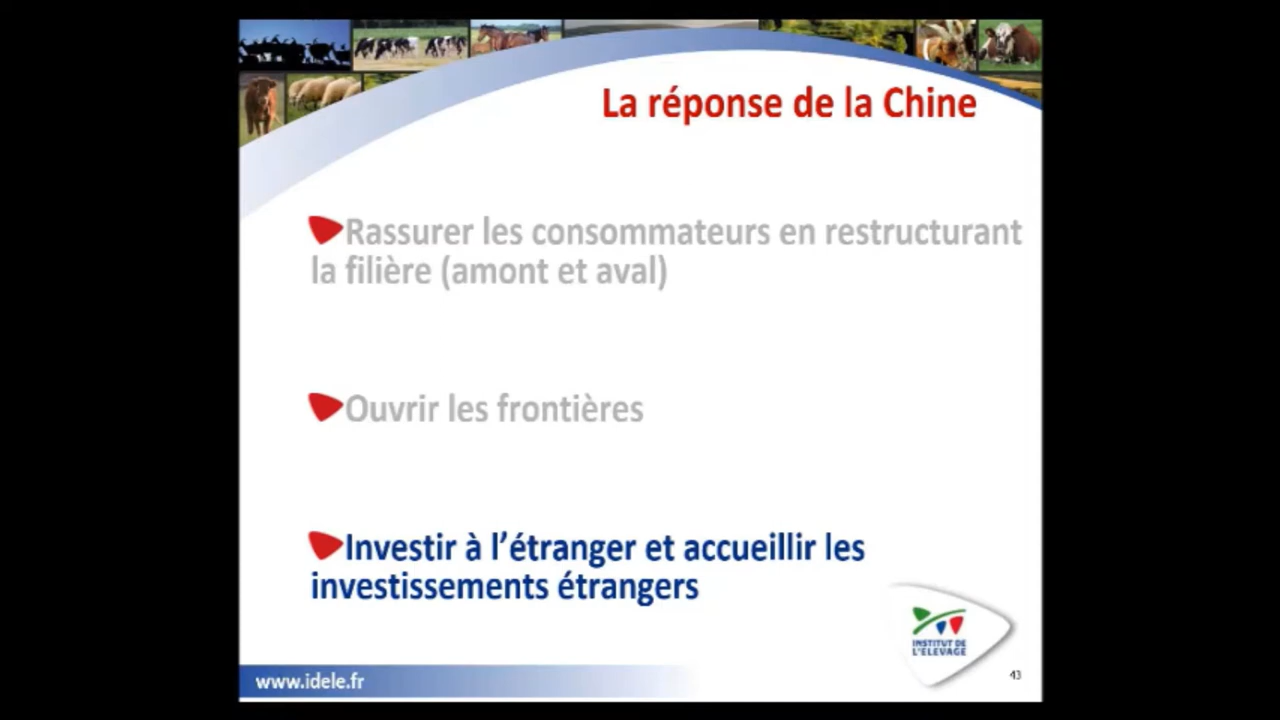 La réponse de la Chine
Rassurer les consommateurs en restructurant
la filière (amont et aval)
Ouvrir les frontières
Investir à l’étranger et accueillir les
investissements étrangers
INSTITUT DE
L'ELEVAGE
www.idele.fr
43